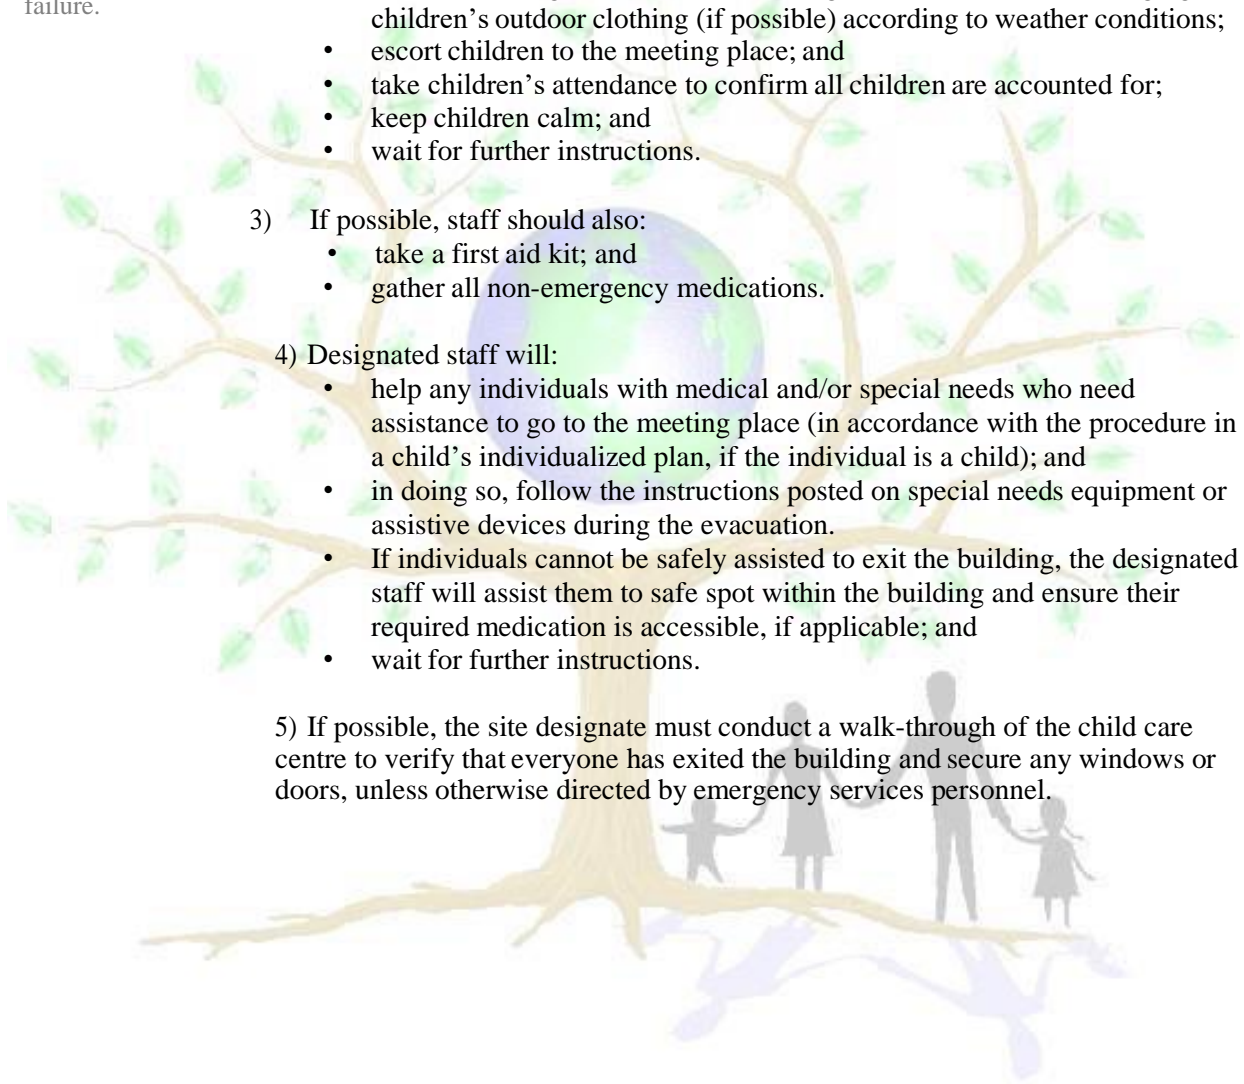 failure.
children’s outdoor clothing (if possible) according to weather conditions;
• escort children to the meeting place; and
• take children’s attendance to confirm all children are accounted for;
• keep children calm; and
• wait for further instructions.
3) If possible, staff should also:
• take a first aid kit; and
• gather all non-emergency medications.
4) Designated staff will:
• help any individuals with medical and/or special needs who need
assistance to go to the meeting place (in accordance with the procedure in
a child’s individualized plan, if the individual is a child); and
• in doing so, follow the instructions posted on special needs equipment or
assistive devices during the evacuation.
• If individuals cannot be safely assisted to exit the building, the designated
staff will assist them to safe spot within the building and ensure their
required medication is accessible, if applicable; and
• wait for further instructions.
5) If possible, the site designate must conduct a walk-through of the child care
centre to verify that everyone has exited the building and secure any windows or
doors, unless otherwise directed by emergency services personnel.